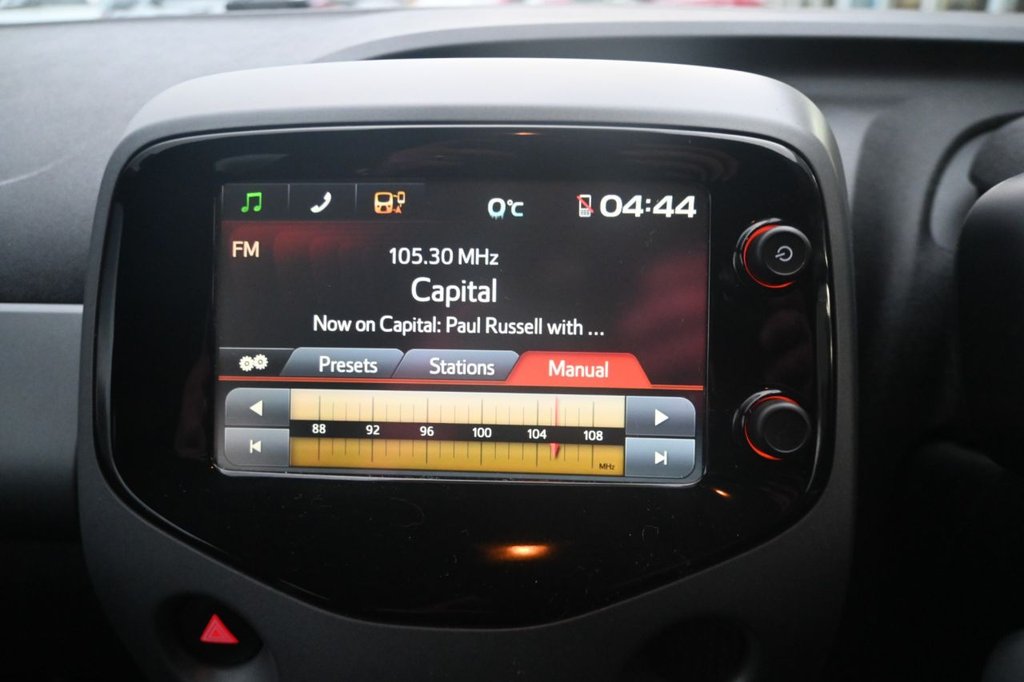 0°C 04:44
FM
105.30 MHz
Capital
Now on Capital: Paul Russell with ...
Presets Stations Manual
88 92 96 100 104 108
MHz